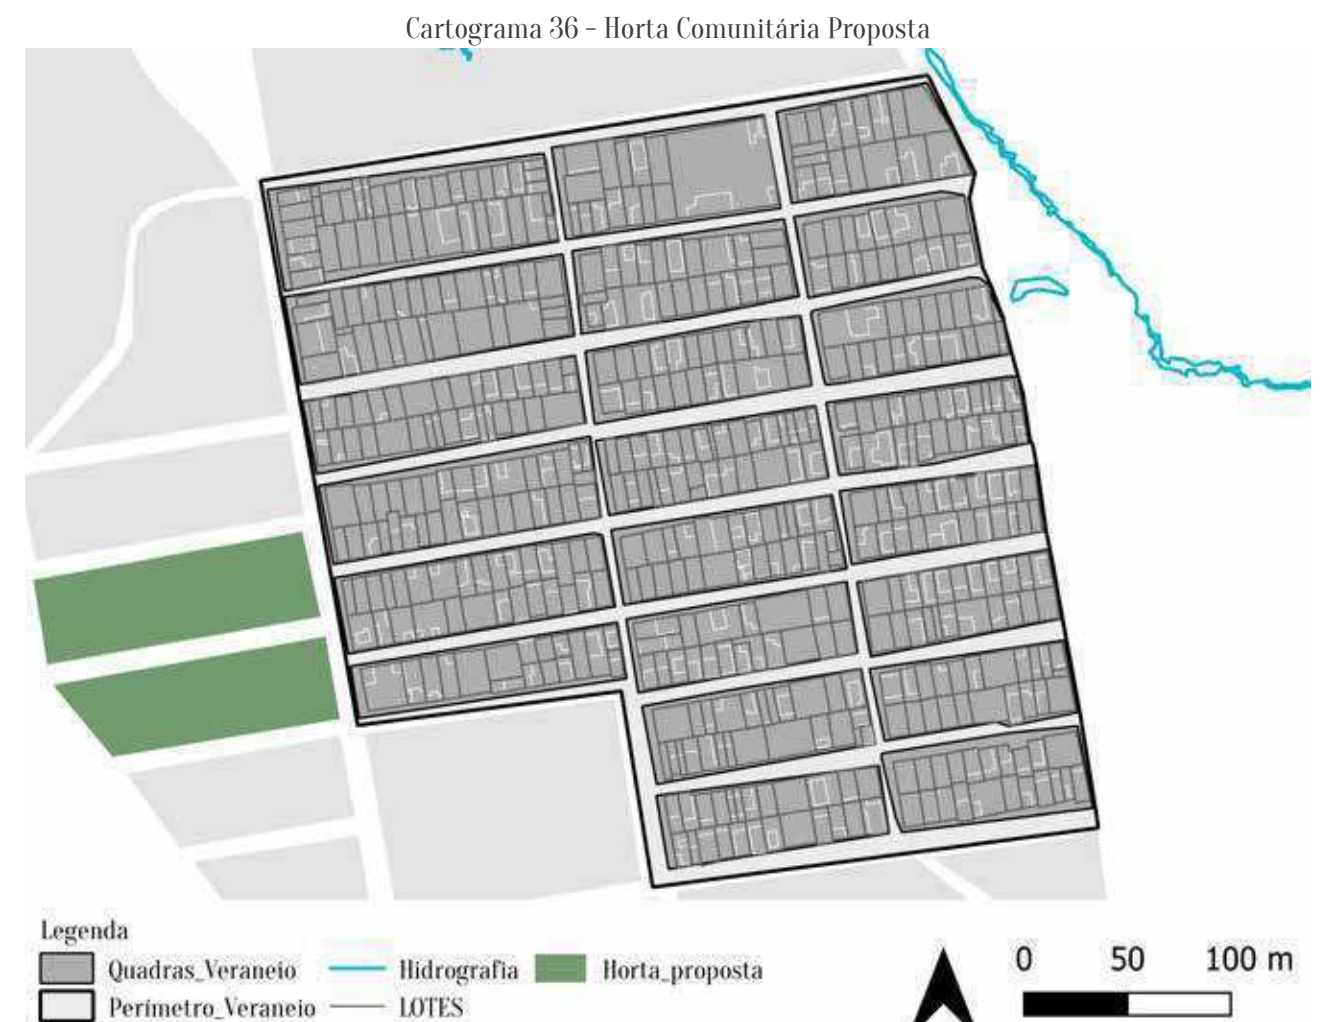 Cartograma 36 - Horta Comunitária Proposta
Legenda
Quadras_Veraneio
Hidrografia
Horta_proposta
Perímetro_Veraneio
LOTES
0 50 100 m